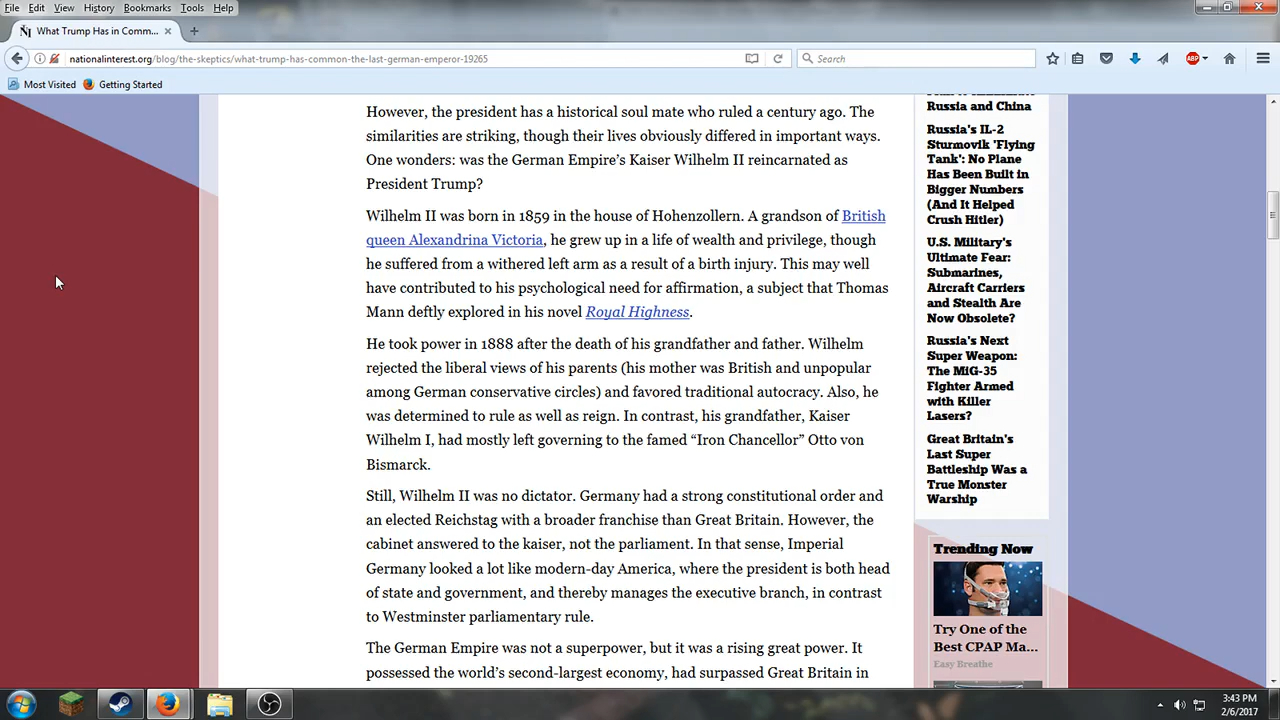 File Edit View History Bookmarks Tools Help
What Trump Has in Comm...
nationalinterest.org/blog/the-skeptics/what-trump-has-common-the-last-german-emperor-19265
Search
ABP
Most Visited Getting Started
However, the president has a historical soul mate who ruled a century ago. The
similarities are striking, though their lives obviously differed in important ways.
One wonders: was the German Empire’s Kaiser Wilhelm II reincarnated as
President Trump?
Wilhelm II was born in 1859 in the house of Hohenzollern. A grandson of British
queen Alexandrina Victoria, he grew up in a life of wealth and privilege, though
he suffered from a withered left arm as a result of a birth injury. This may well
have contributed to his psychological need for affirmation, a subject that Thomas
Mann deftly explored in his novel Royal Highness.
He took power in 1888 after the death of his grandfather and father. Wilhelm
rejected the liberal views of his parents (his mother was British and unpopular
among German conservative circles) and favored traditional autocracy. Also, he
was determined to rule as well as reign. In contrast, his grandfather, Kaiser
Wilhelm I, had mostly left governing to the famed “Iron Chancellor” Otto von
Bismarck.
Still, Wilhelm II was no dictator. Germany had a strong constitutional order and
an elected Reichstag with a broader franchise than Great Britain. However, the
cabinet answered to the kaiser, not the parliament. In that sense, Imperial
Germany looked a lot like modern-day America, where the president is both head
of state and government, and thereby manages the executive branch, in contrast
to Westminster parliamentary rule.
The German Empire was not a superpower, but it was a rising great power. It
possessed the world’s second-largest economy, had surpassed Great Britain in
Russia and China
Russia's IL-2
Sturmovik 'Flying
Tank': No Plane
Has Been Built in
Bigger Numbers
(And It Helped
Crush Hitler)
U.S. Military's
Ultimate Fear:
Submarines,
Aircraft Carriers
and Stealth Are
Now Obsolete?
Russia's Next
Super Weapon:
The MiG-35
Fighter Armed
with Killer
Lasers?
Great Britain's
Last Super
Battleship Was a
True Monster
Warship
Trending Now
Try One of the
Best CPAP Ma...
Easy Breathe
3:43 PM
2/6/2017